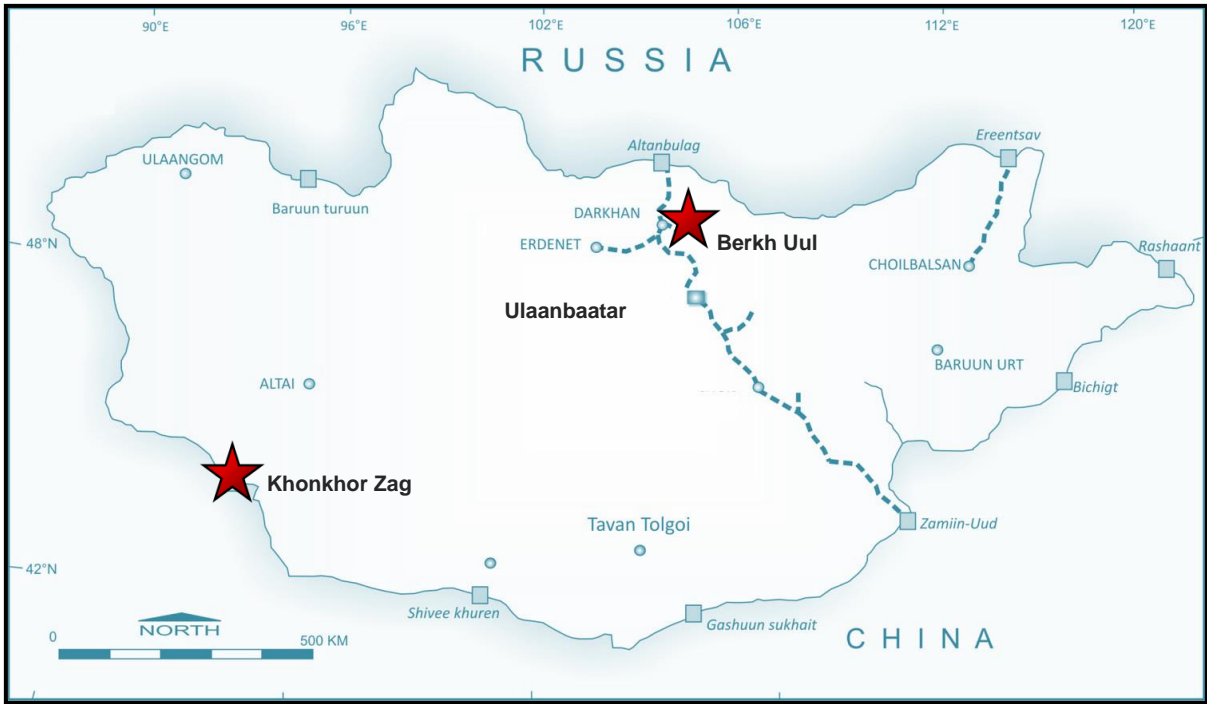 90°E 96°E 102°E 106°E 112°E 120°E
RUSSIA
Altanbulag
Ereentsav
ULAANGOM
Baruun turuun
DARKHAN
48°N
ERDENET
Berkh Uul
Rashaant
CHOILBALSAN
Ulaanbaatar
BARUUN URT
ALTAI
Bichigt
Khonkhor Zag
Tavan Tolgoi
Zamiin-Uud
42°N
Shivee khuren
Gashuun sukhait
NORTH
0 500 KM
CHINA